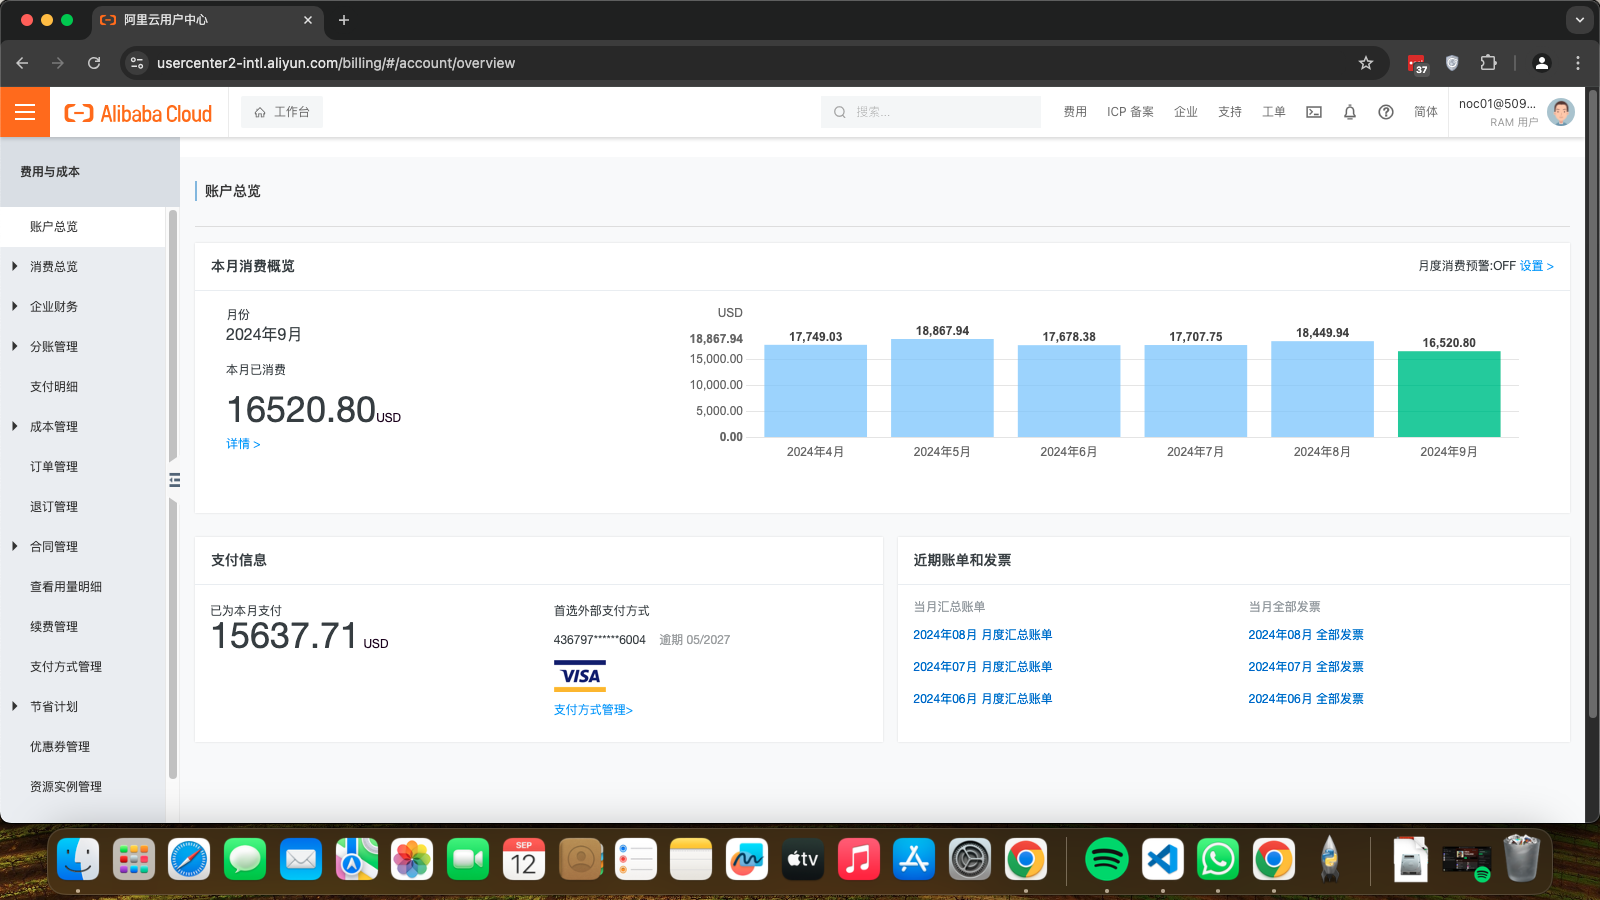 阿里云用户中心
usercenter2-intl.aliyun.com/billing/#/account/overview
37
Alibaba Cloud
工作台
搜索...
费用
ICP 备案
企业
支持
工单
简体
noc01@509...
RAM 用户
费用与成本
账户总览
消费总览
企业财务
分账管理
支付明细
成本管理
订单管理
退订管理
合同管理
查看用量明细
续费管理
支付方式管理
节省计划
优惠券管理
资源实例管理
账户总览
本月消费概览
月度消费预警:OFF 设置 >
月份
2024年9月
本月已消费
16520.80USD
详情 >
USD
18,867.94
15,000.00
10,000.00
5,000.00
0.00
17,749.03
18,867.94
17,678.38
17,707.75
18,449.94
16,520.80
2024年4月
2024年5月
2024年6月
2024年7月
2024年8月
2024年9月
支付信息
已为本月支付
15637.71 USD
首选外部支付方式
436797******6004 逾期 05/2027
VISA
支付方式管理>
近期账单和发票
当月汇总账单
当月全部发票
2024年08月 月度汇总账单
2024年08月 全部发票
2024年07月 月度汇总账单
2024年07月 全部发票
2024年06月 月度汇总账单
2024年06月 全部发票
SEP
12
tv